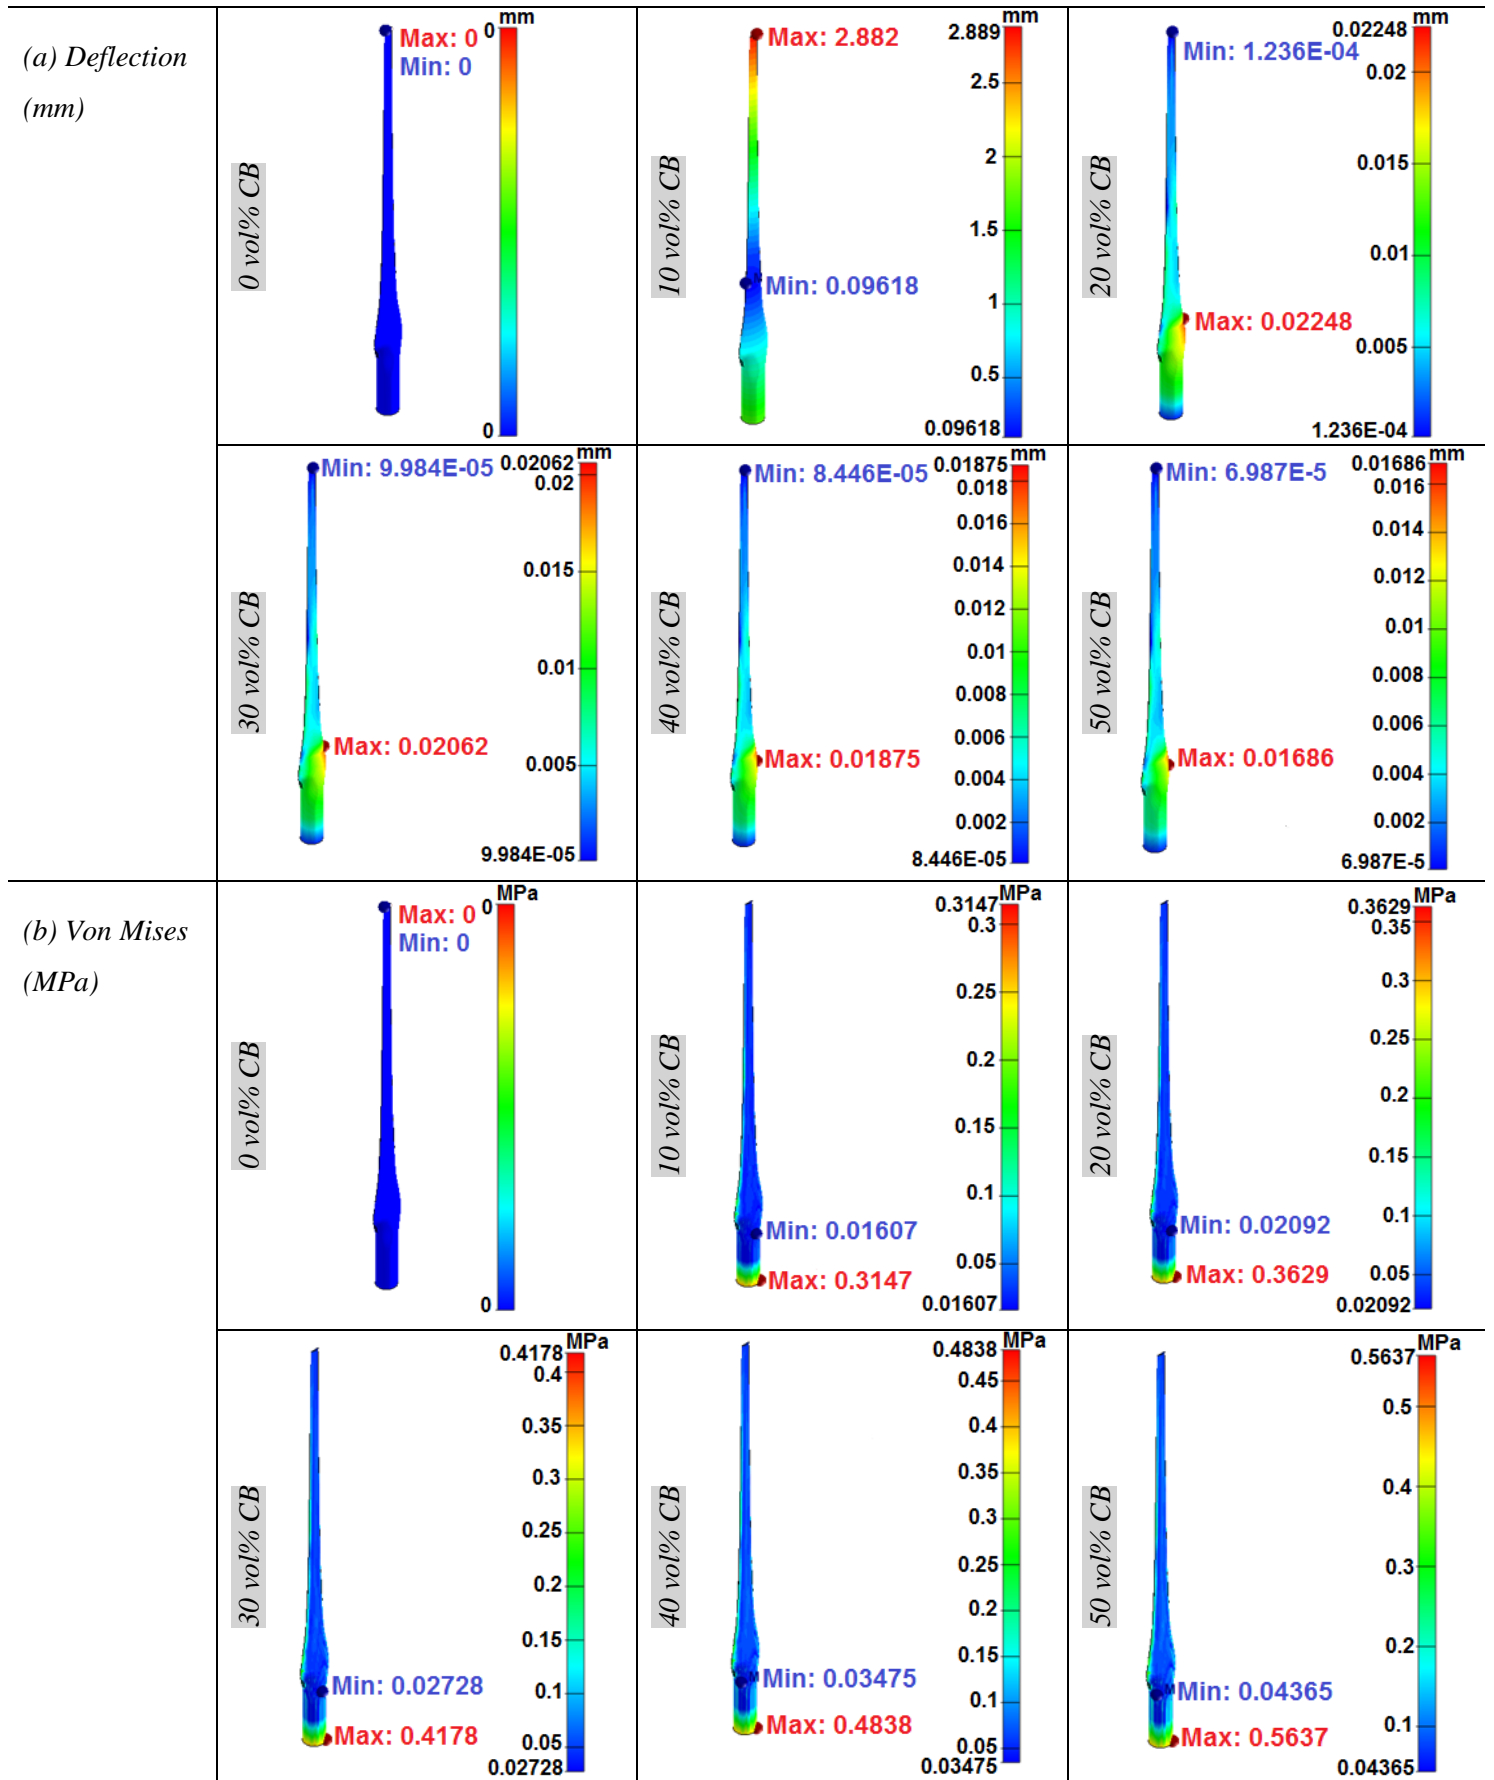 (a) Deflection
(mm)
0 vol% CB
Max: 0
Min: 0
mm
0
0
10 vol% CB
Max: 2.882
Min: 0.09618
mm
2.889
2.5
2
1.5
1
0.5
0.09618
20 vol% CB
Min: 1.236E-04
Max: 0.02248
mm
0.02248
0.02
0.015
0.01
0.005
1.236E-04
30 vol% CB
Min: 9.984E-05
Max: 0.02062
mm
0.02062
0.02
0.015
0.01
0.005
9.984E-05
40 vol% CB
Min: 8.446E-05
Max: 0.01875
mm
0.01875
0.018
0.016
0.014
0.012
0.01
0.008
0.006
0.004
0.002
8.446E-05
50 vol% CB
Min: 6.987E-5
Max: 0.01686
mm
0.01686
0.016
0.014
0.012
0.01
0.008
0.006
0.004
0.002
6.987E-5
(b) Von Mises
(MPa)
0 vol% CB
Max: 0
Min: 0
MPa
0
0
10 vol% CB
Min: 0.01607
Max: 0.3147
MPa
0.3147
0.3
0.25
0.2
0.15
0.1
0.05
0.01607
20 vol% CB
Min: 0.02092
Max: 0.3629
MPa
0.3629
0.35
0.3
0.25
0.2
0.15
0.1
0.05
0.02092
30 vol% CB
Min: 0.02728
Max: 0.4178
MPa
0.4178
0.4
0.35
0.3
0.25
0.2
0.15
0.1
0.05
0.02728
40 vol% CB
Min: 0.03475
Max: 0.4838
MPa
0.4838
0.45
0.4
0.35
0.3
0.25
0.2
0.15
0.1
0.05
0.03475
50 vol% CB
Min: 0.04365
Max: 0.5637
MPa
0.5637
0.5
0.4
0.3
0.2
0.1
0.04365